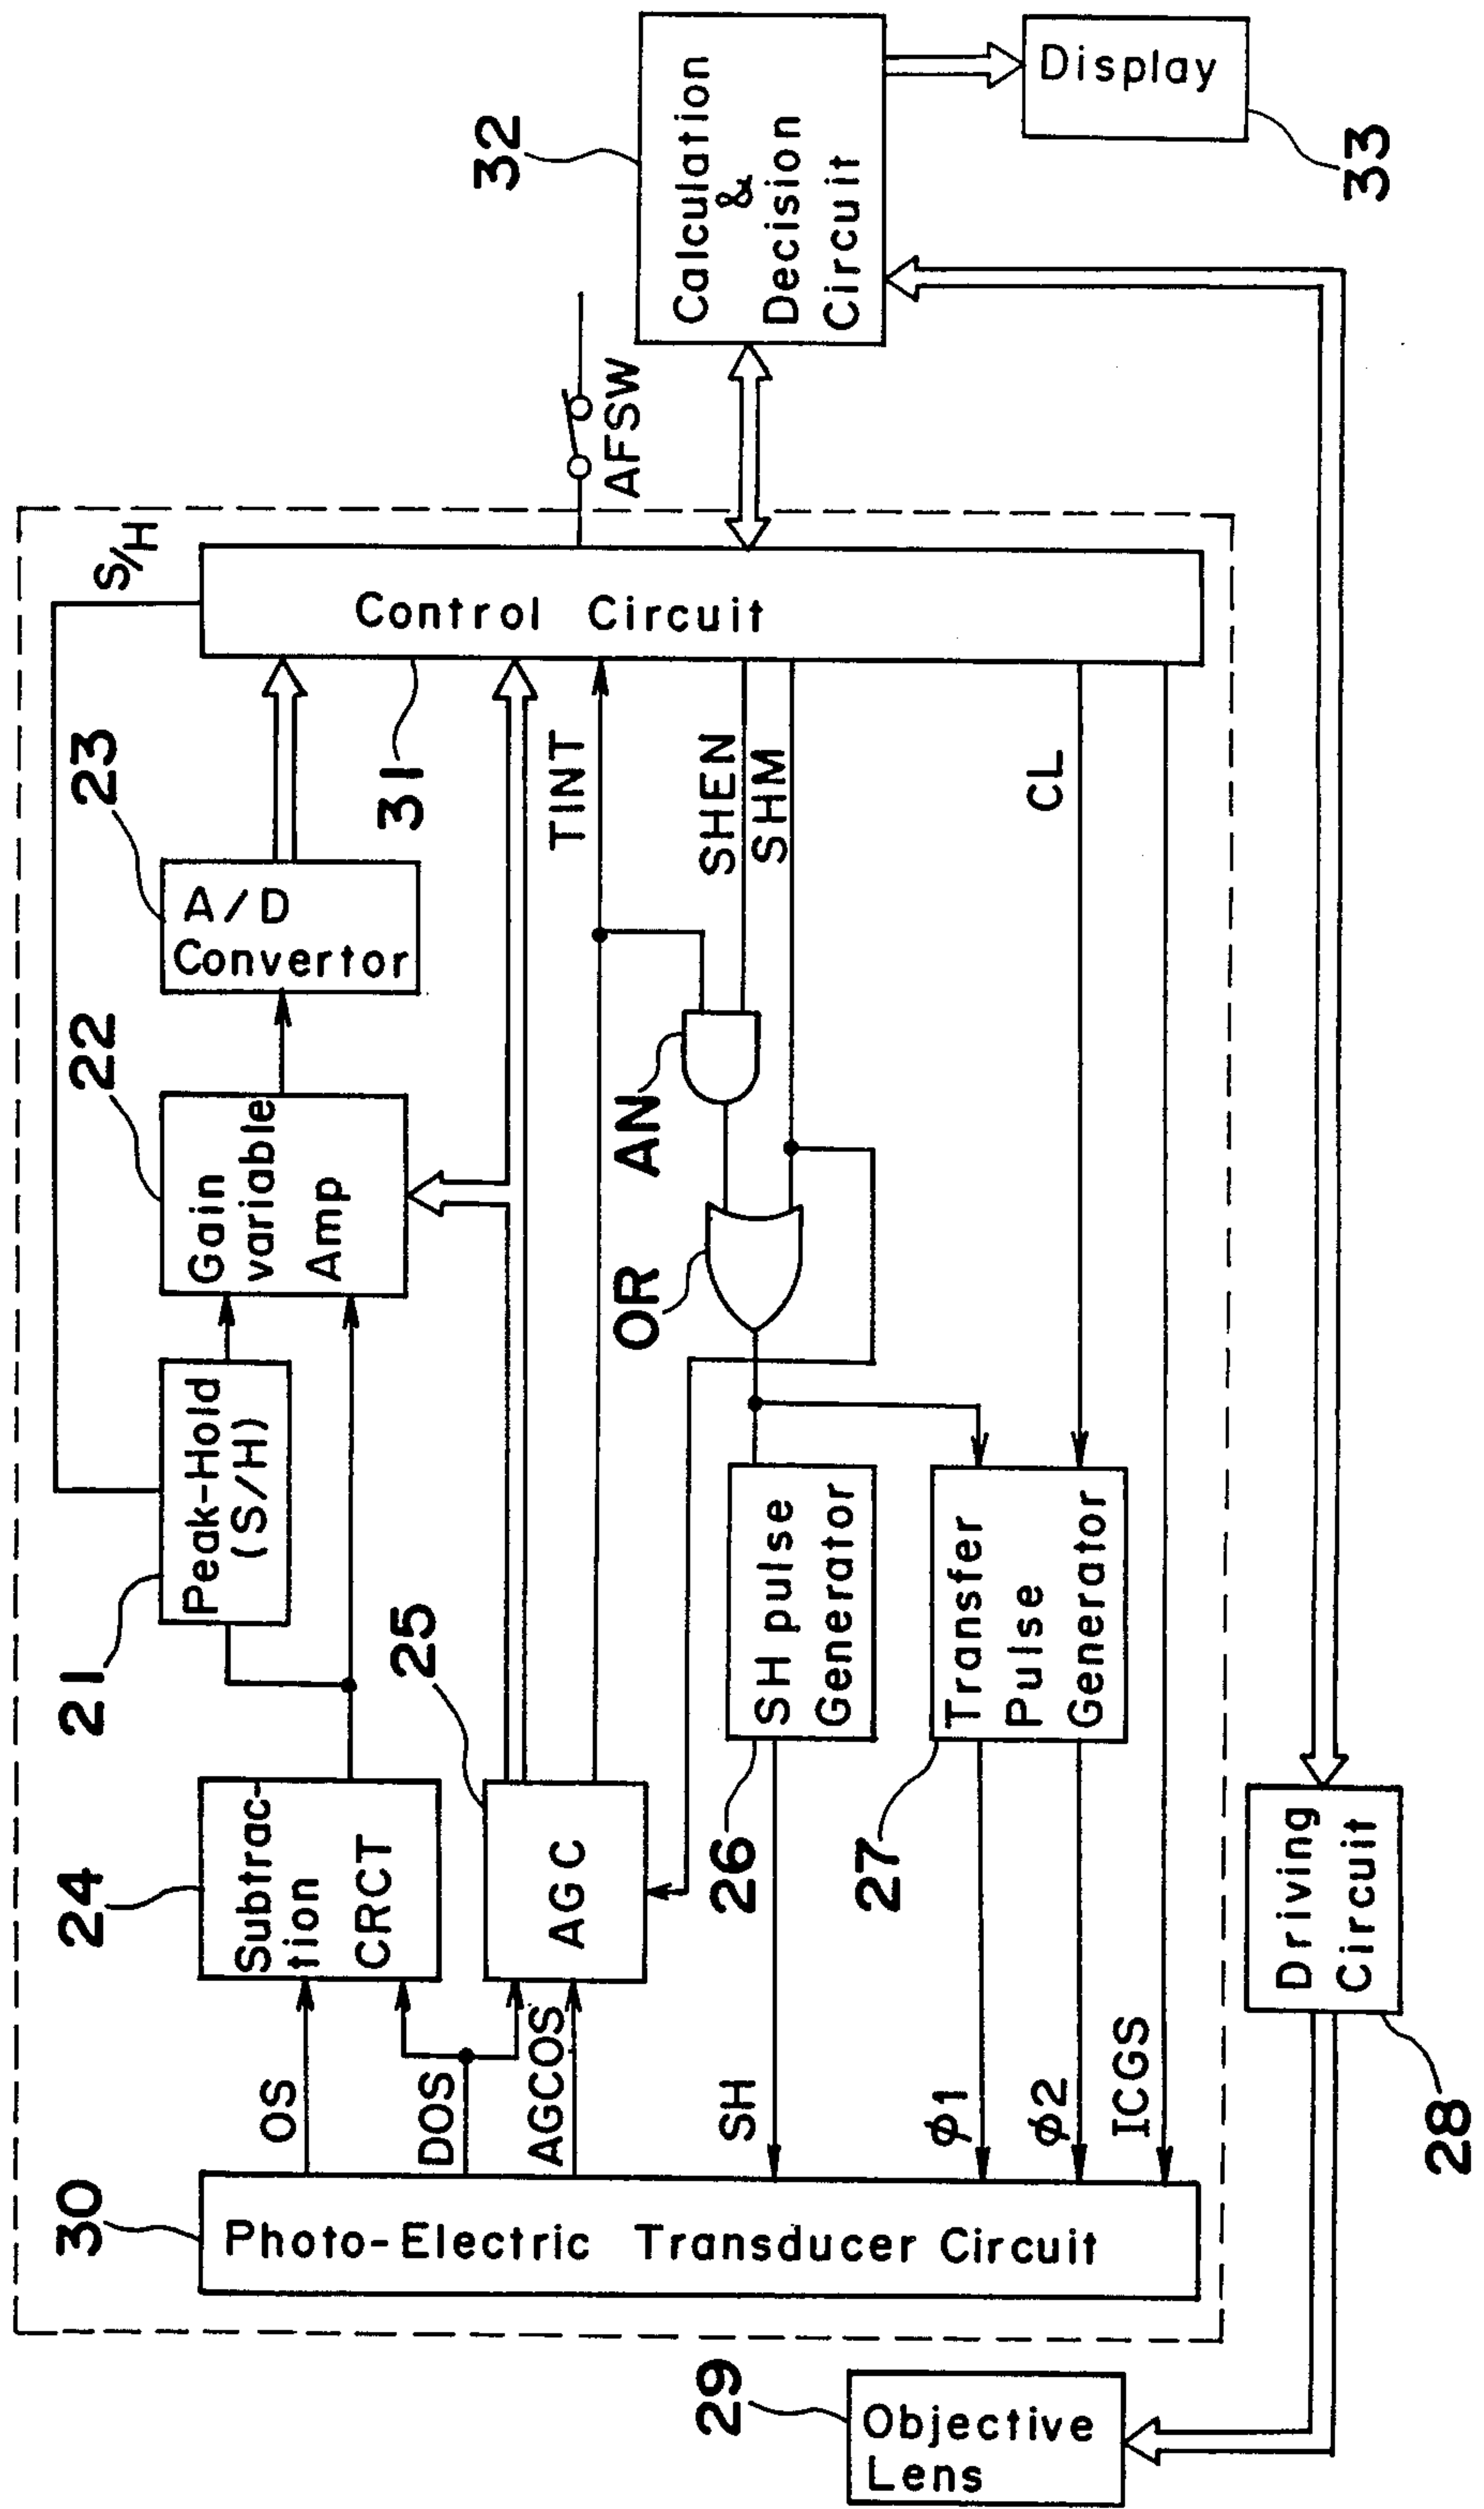 30
Photo-Electric Transducer Circuit
OS
DOS
AGCOS
SH
φ1
φ2
ICGS
24
Subtrac-
tion
CRCT
25
AGC
21
Peak-Hold
(S/H)
22
Gain
variable
Amp
23
A/D
Convertor
S/H
31
Control Circuit
TINT
SHEN
SHM
CL
AN
OR
26
SH pulse
Generator
27
Transfer
Pulse
Generator
AFSW
32
Calculation
&
Decision
Circuit
Display
33
29
Objective
Lens
Driving
Circuit
28